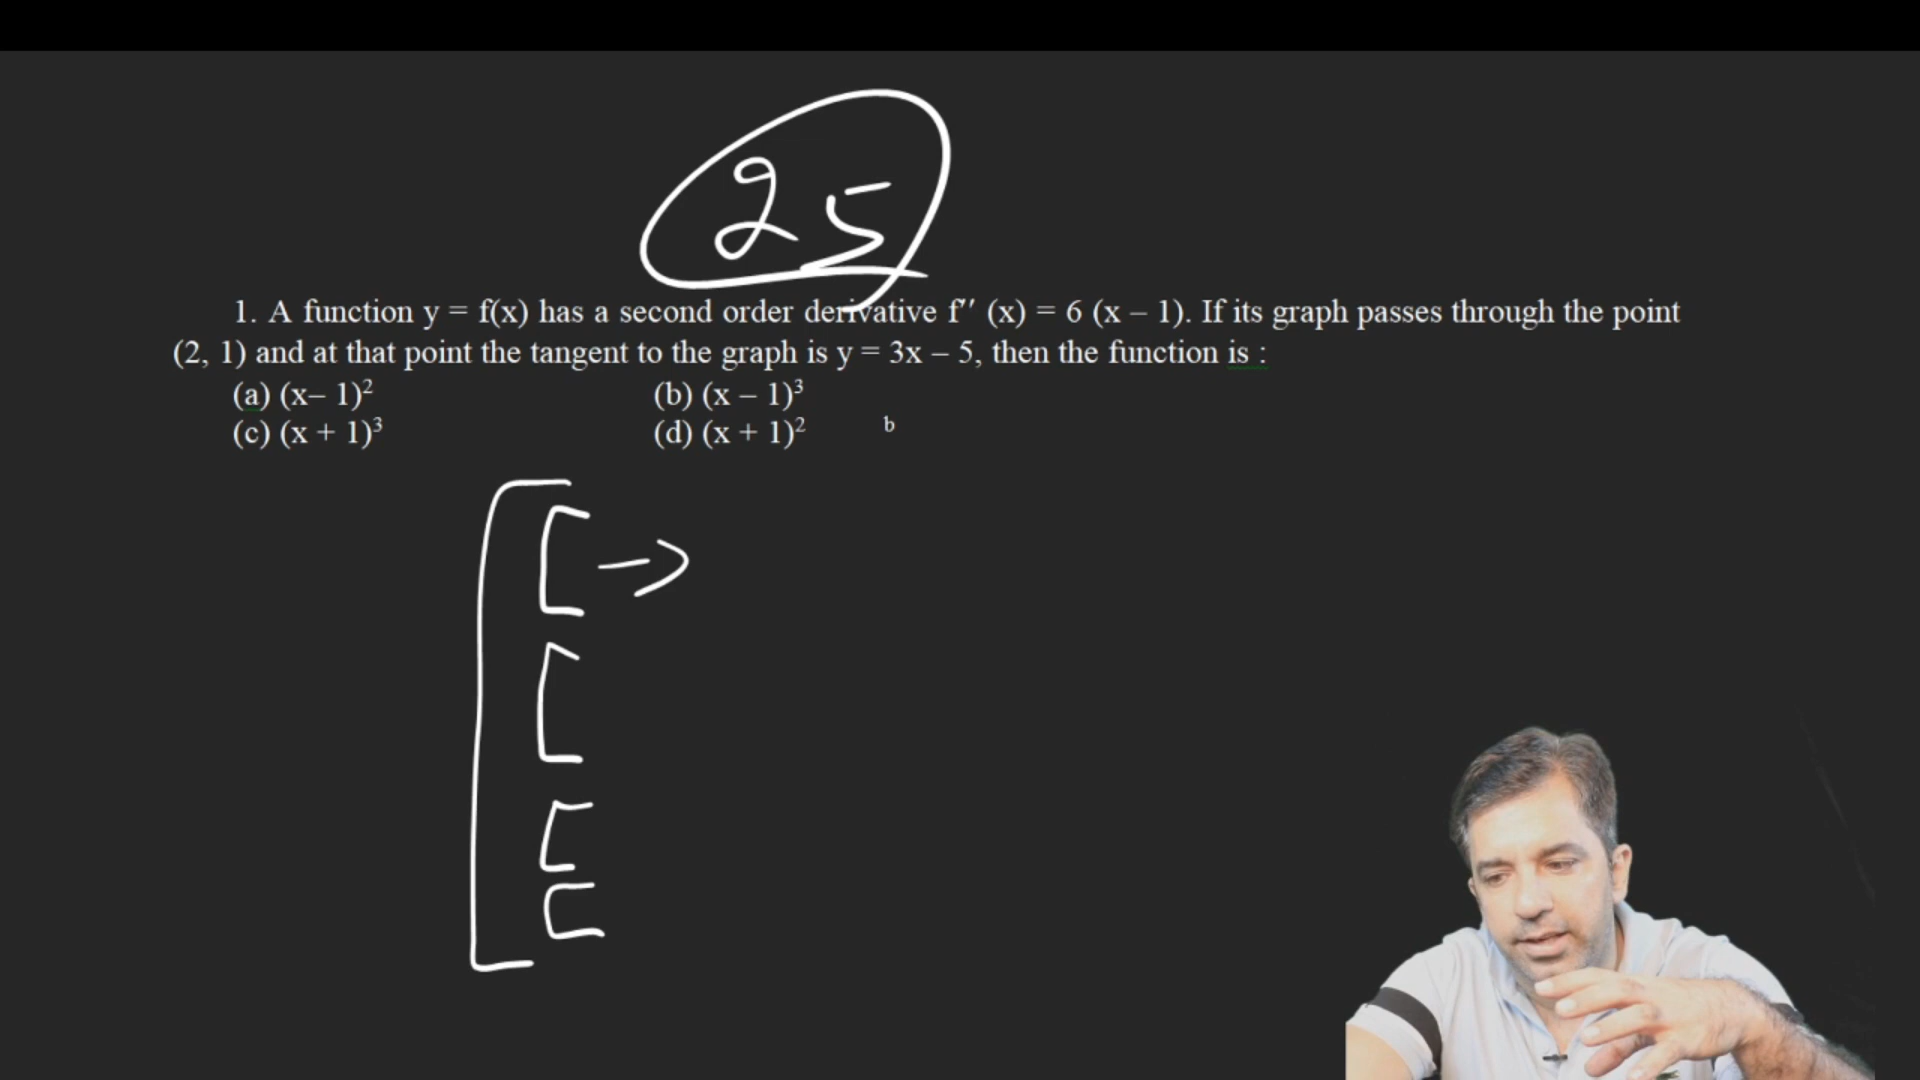 25
1. A function y = f(x) has a second order derivative f″ (x) = 6 (x – 1). If its graph passes through the point
(2, 1) and at that point the tangent to the graph is y = 3x – 5, then the function is :
(a) (x– 1)² (b) (x – 1)³
(c) (x + 1)³ (d) (x + 1)² b